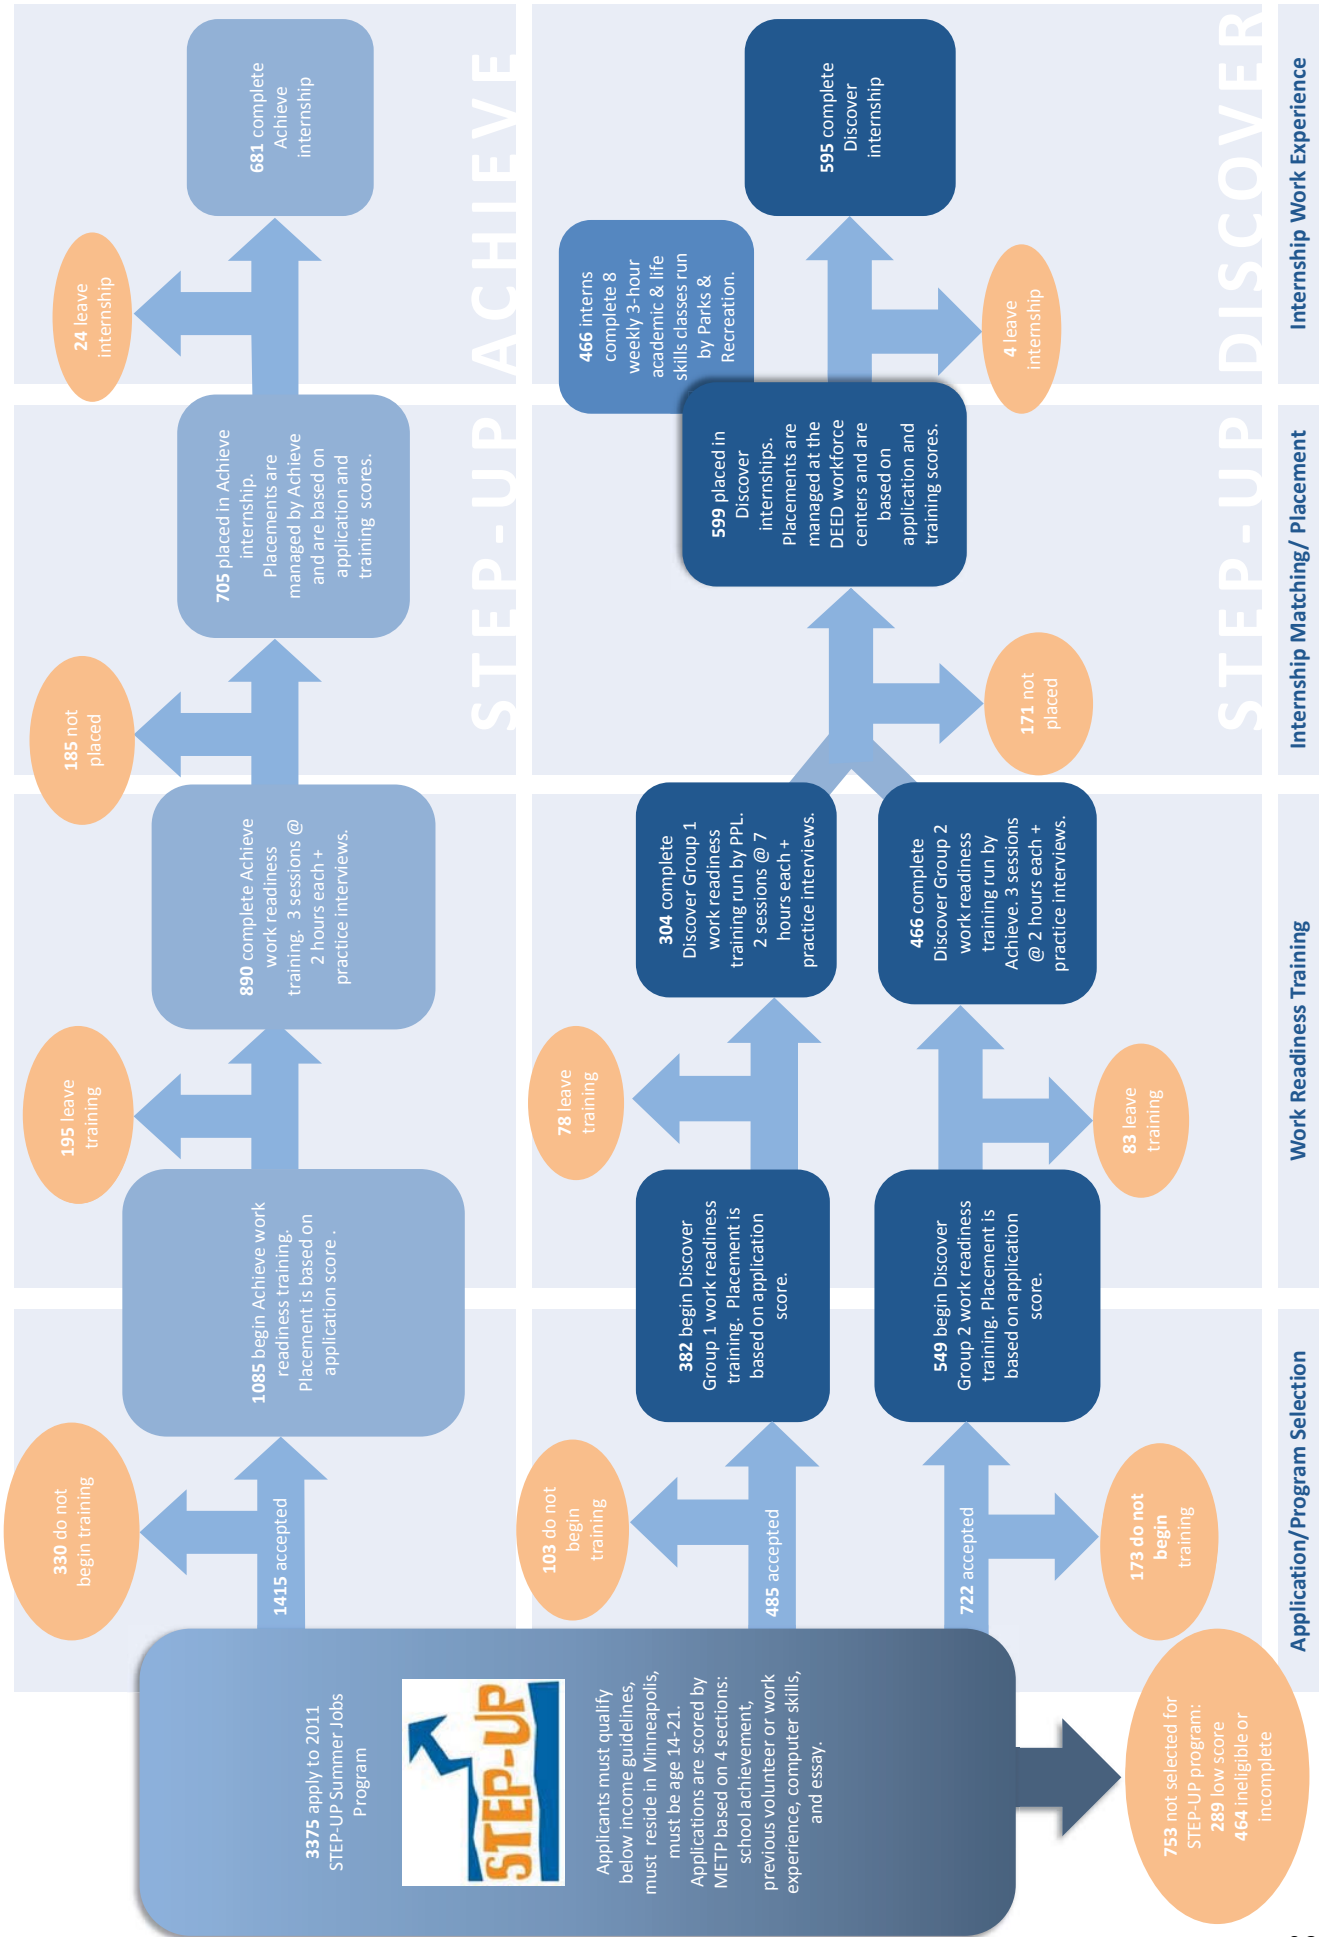 3375 apply to 2011
STEP-UP Summer Jobs
Program
STEP-UP
Applicants must qualify
below income guidelines,
must reside in Minneapolis,
must be age 14-21.
Applications are scored by
METP based on 4 sections:
school achievement,
previous volunteer or work
experience, computer skills,
and essay.
753 not selected for
STEP-UP program:
289 low score
464 ineligible or
incomplete
STEP-UP ACHIEVE
1415 accepted
330 do not
begin training
1085 begin Achieve work
readiness training.
Placement is based on
application score .
195 leave
training
890 complete Achieve
work readiness
training. 3 sessions @
2 hours each +
practice interviews.
185 not
placed
705 placed in Achieve
internship.
Placements are
managed by Achieve
and are based on
application and
training scores.
24 leave
internship
681 complete
Achieve
internship
STEP-UP DISCOVER
485 accepted
103 do not
begin
training
382 begin Discover
Group 1 work readiness
training. Placement is
based on application
score.
78 leave
training
304 complete
Discover Group 1
work readiness
training run by PPL.
2 sessions @ 7
hours each +
practice interviews.
722 accepted
173 do not
begin
training
549 begin Discover
Group 2 work readiness
training. Placement is
based on application
score.
83 leave
training
466 complete
Discover Group 2
work readiness
training run by
Achieve. 3 sessions
@ 2 hours each +
practice interviews.
171 not
placed
599 placed in
Discover
internships.
Placements are
managed at the
DEED workforce
centers and are
based on
application and
training scores.
466 interns
complete 8
weekly 3-hour
academic & life
skills classes run
by Parks &
Recreation.
4 leave
internship
595 complete
Discover
internship
Application/Program Selection
Work Readiness Training
Internship Matching/ Placement
Internship Work Experience